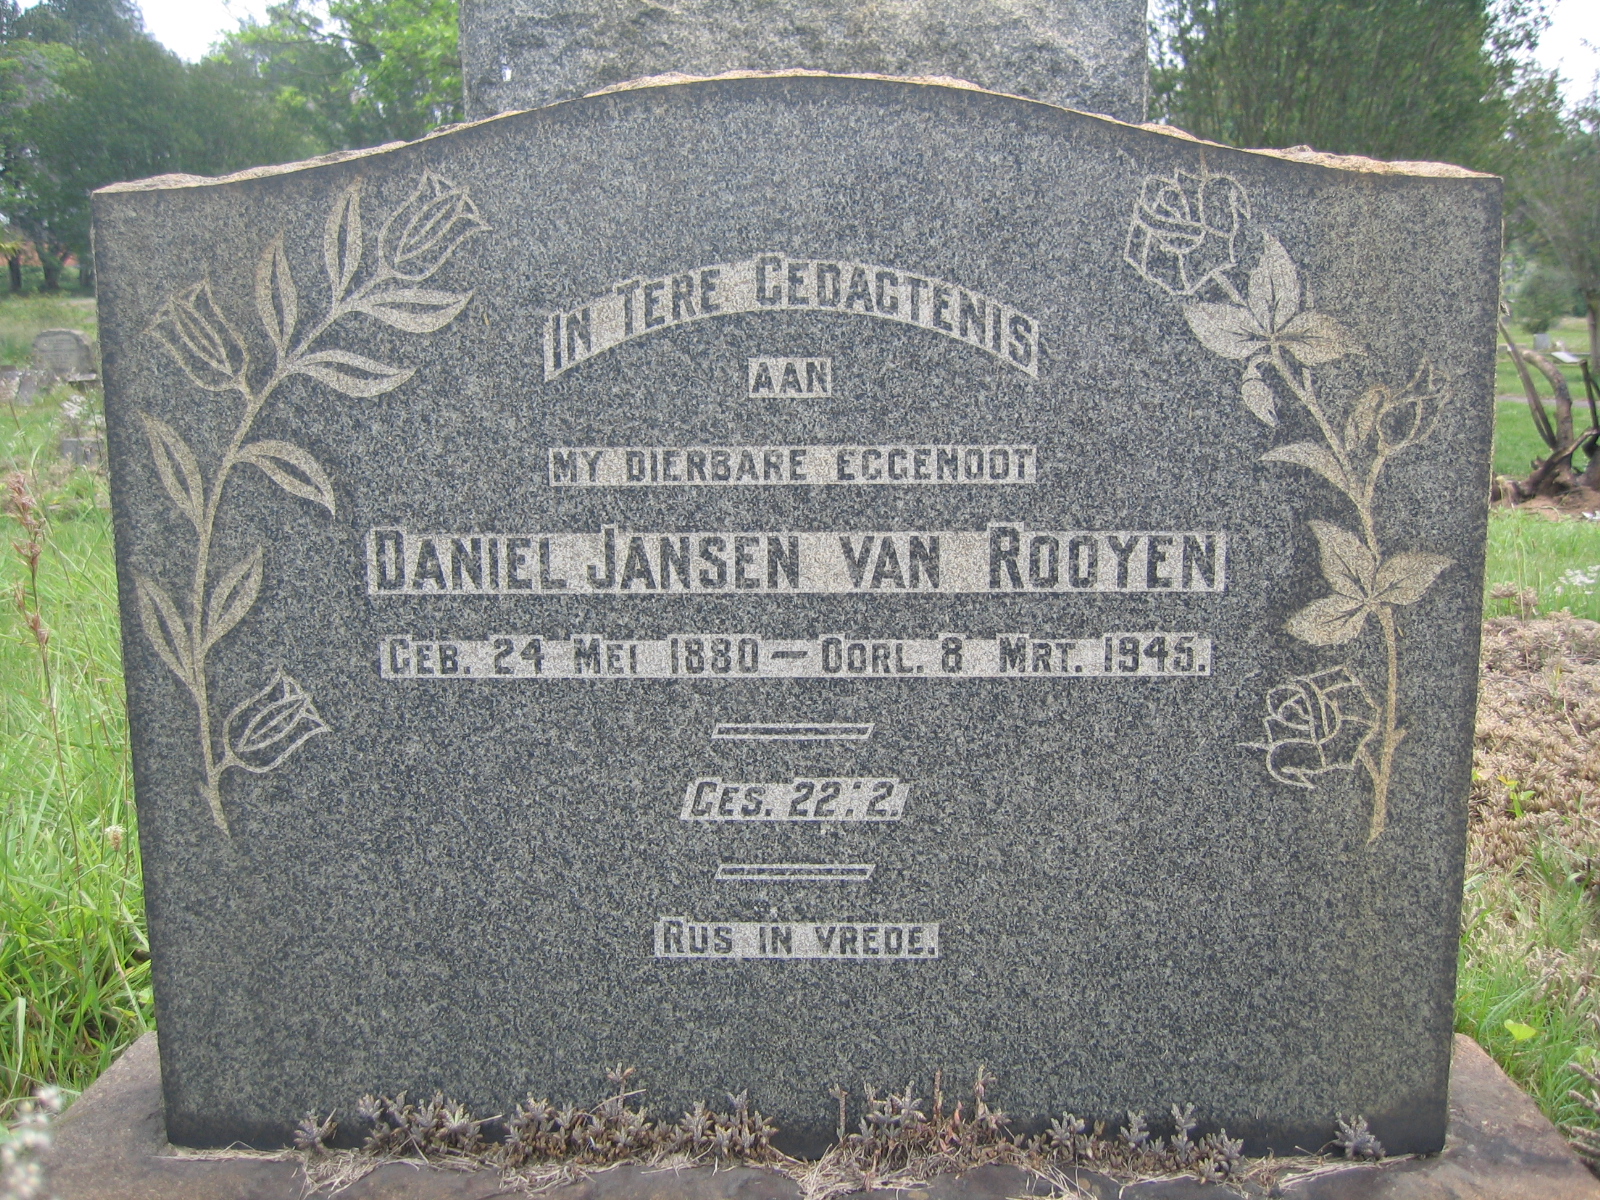 IN TERE GEDAGTENIS
AAN
MY DIERBARE EGGENOOT
DANIEL JANSEN VAN ROOYEN
GEB. 24 MEI 1880 — OORL. 8 MRT. 1945.
GES. 22:2.
RUS IN VREDE.